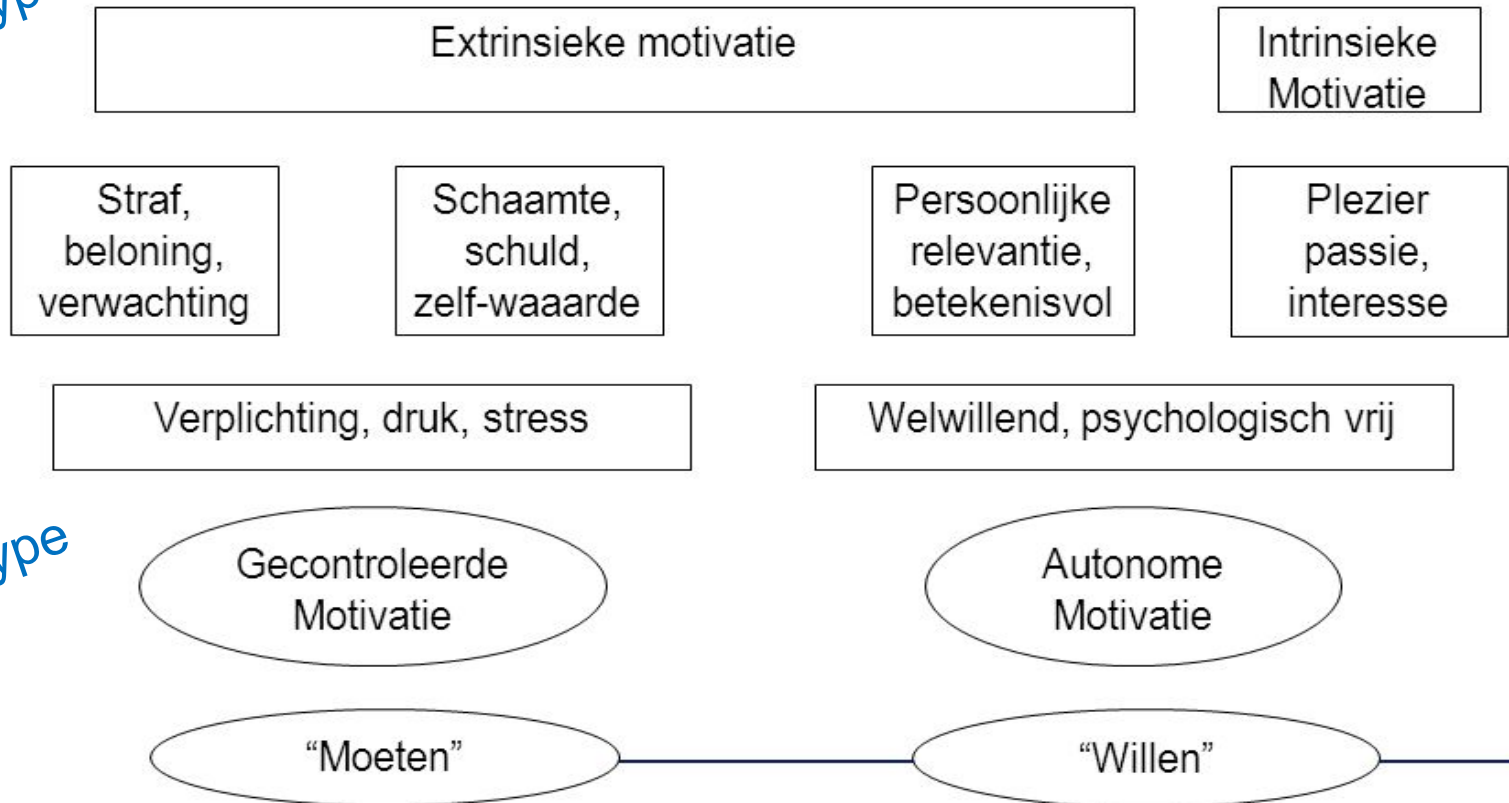 Extrinsieke motivatie
Intrinsieke
Motivatie
Straf,
beloning,
verwachting
Schaamte,
schuld,
zelf-waaarde
Persoonlijke
relevantie,
betekenisvol
Plezier
passie,
interesse
Verplichting, druk, stress
Welwillend, psychologisch vrij
Gecontroleerde
Motivatie
Autonome
Motivatie
“Moeten”
“Willen”